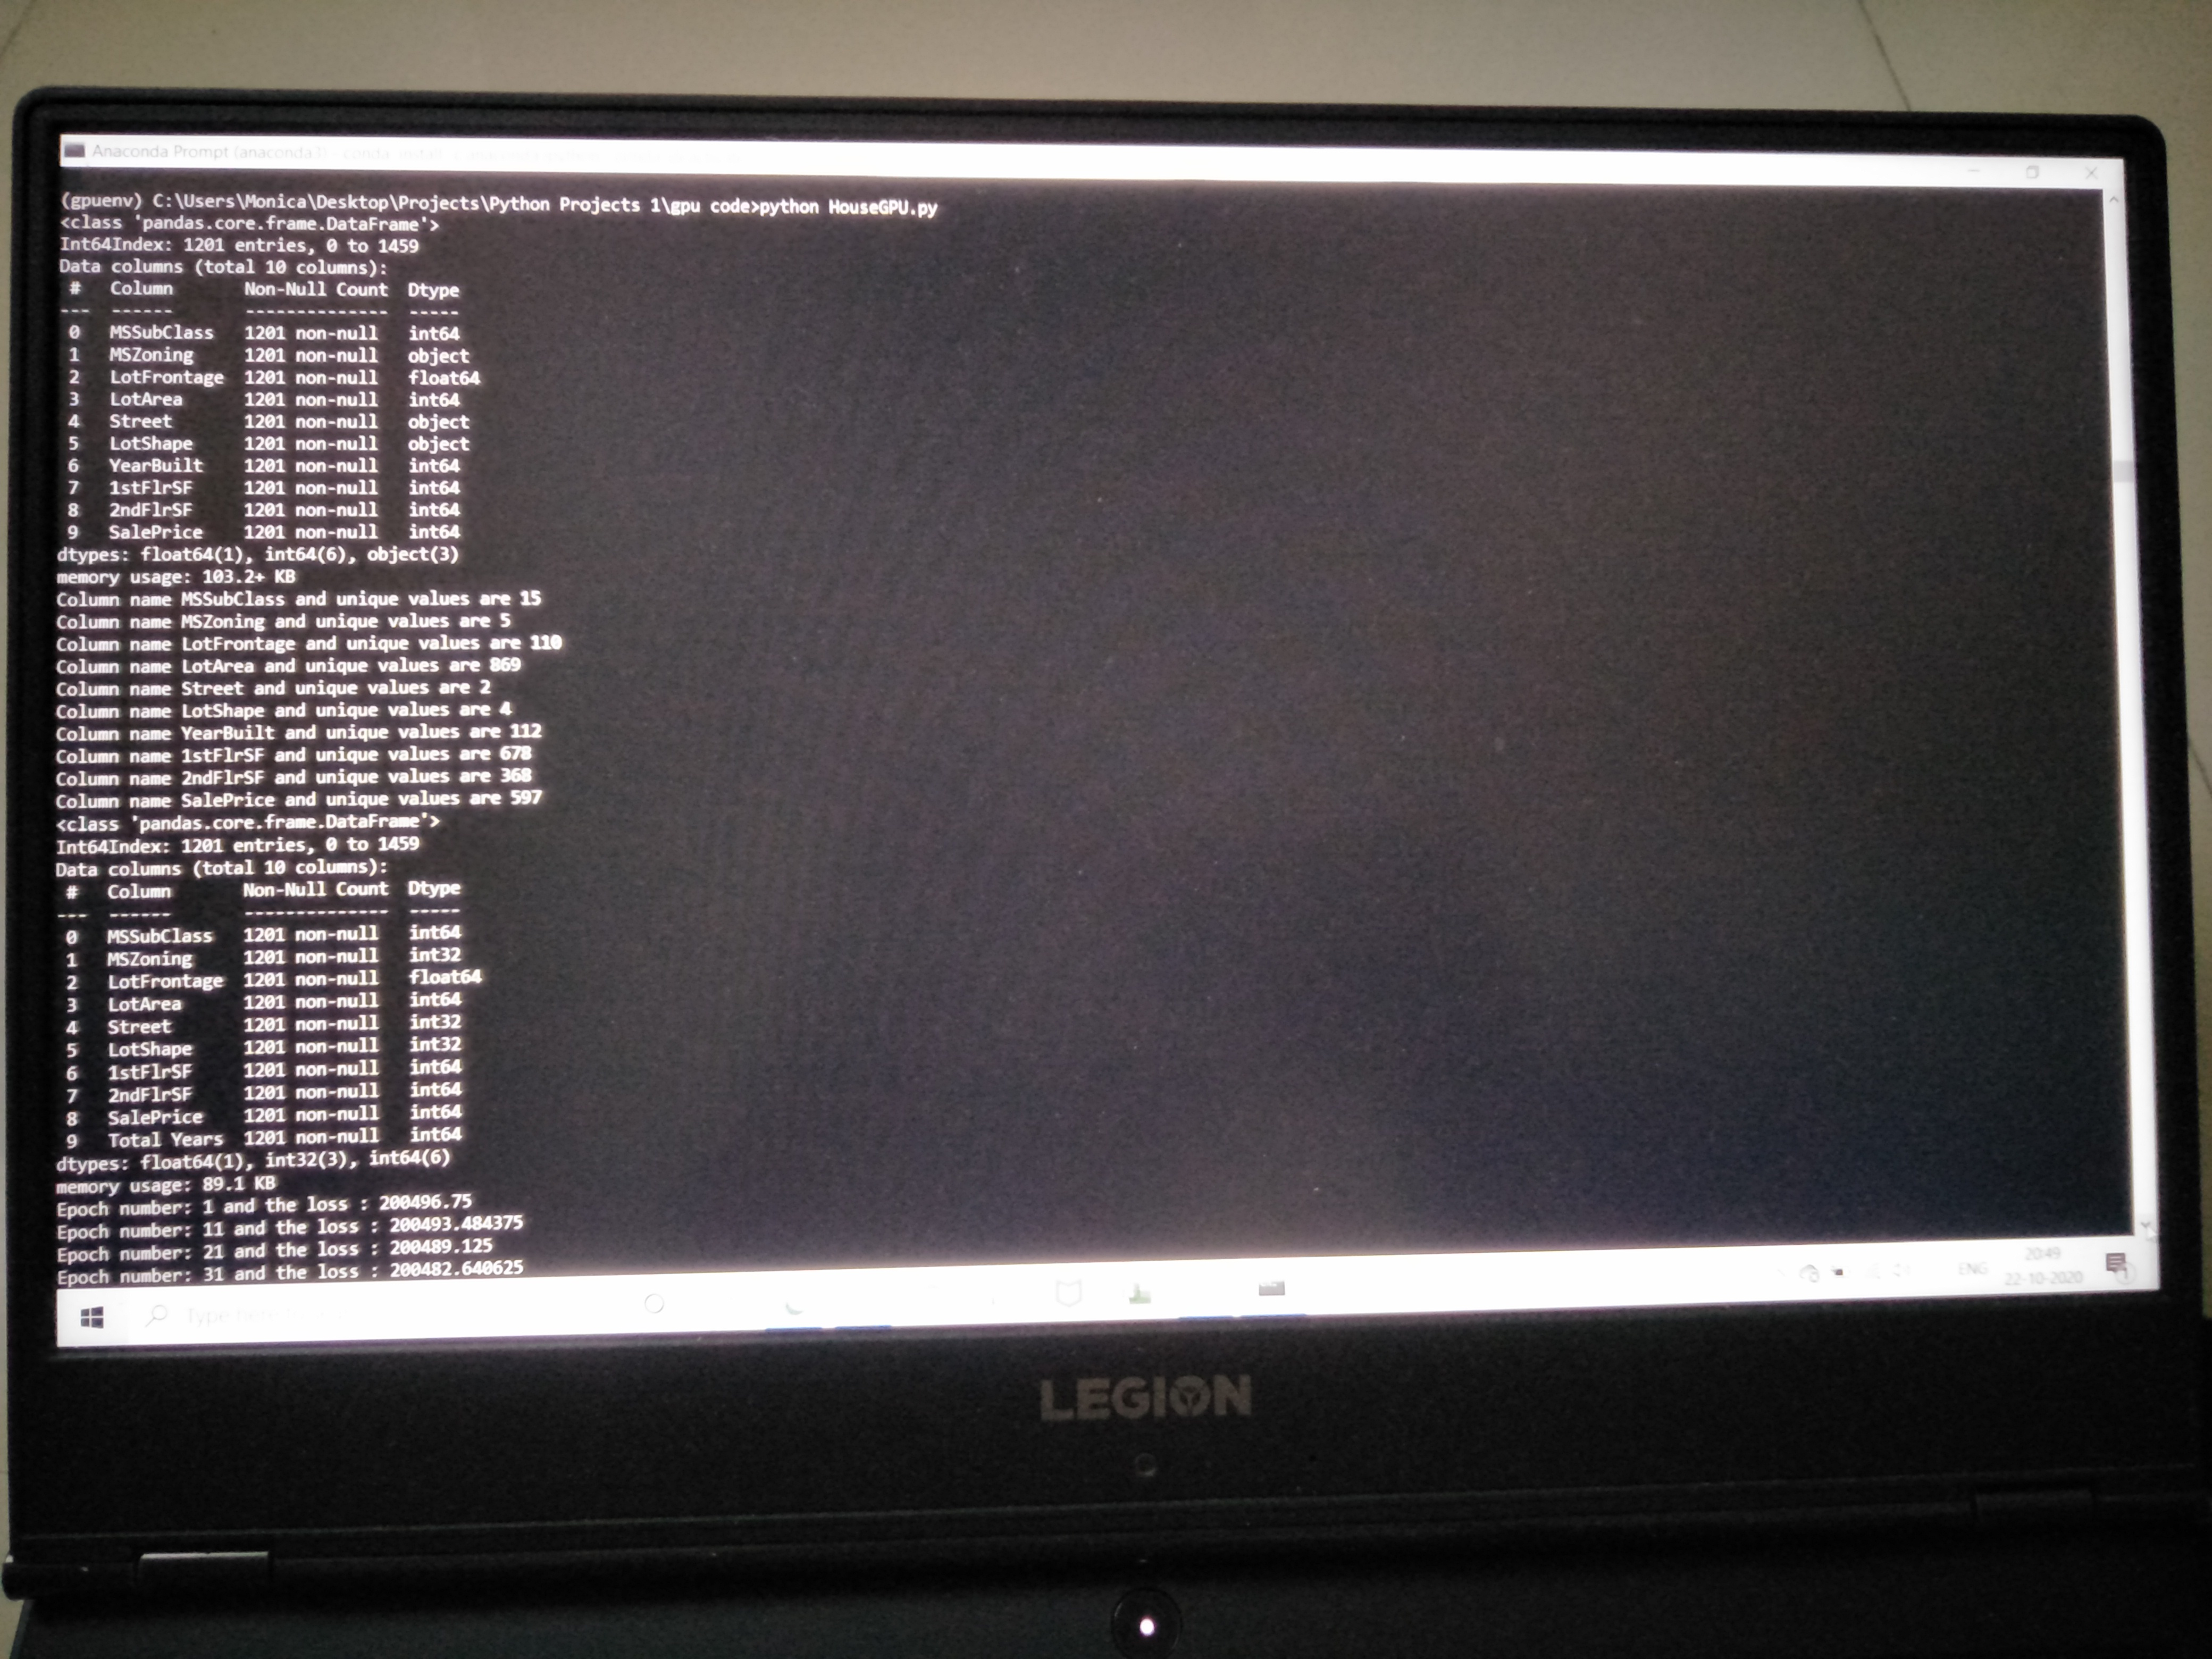 Anaconda Prompt (anaconda3) - conda install
(gpuenv) C:\Users\Monica\Desktop\Projects\Python Projects 1\gpu code>python HouseGPU.py
<class 'pandas.core.frame.DataFrame'>
Int64Index: 1201 entries, 0 to 1459
Data columns (total 10 columns):
#   Column   Non-Null Count   Dtype
---   ------   --------------   -----
0   MSSubClass   1201 non-null   int64
1   MSZoning   1201 non-null   object
2   LotFrontage   1201 non-null   float64
3   LotArea   1201 non-null   int64
4   Street   1201 non-null   object
5   LotShape   1201 non-null   object
6   YearBuilt   1201 non-null   int64
7   1stFlrSF   1201 non-null   int64
8   2ndFlrSF   1201 non-null   int64
9   SalePrice   1201 non-null   int64
dtypes: float64(1), int64(6), object(3)
memory usage: 103.2+ KB
Column name MSSubClass and unique values are 15
Column name MSZoning and unique values are 5
Column name LotFrontage and unique values are 110
Column name LotArea and unique values are 869
Column name Street and unique values are 2
Column name LotShape and unique values are 4
Column name YearBuilt and unique values are 112
Column name 1stFlrSF and unique values are 678
Column name 2ndFlrSF and unique values are 368
Column name SalePrice and unique values are 597
<class 'pandas.core.frame.DataFrame'>
Int64Index: 1201 entries, 0 to 1459
Data columns (total 10 columns):
#   Column   Non-Null Count   Dtype
---   ------   --------------   -----
0   MSSubClass   1201 non-null   int64
1   MSZoning   1201 non-null   int32
2   LotFrontage   1201 non-null   float64
3   LotArea   1201 non-null   int64
4   Street   1201 non-null   int32
5   LotShape   1201 non-null   int32
6   1stFlrSF   1201 non-null   int64
7   2ndFlrSF   1201 non-null   int64
8   SalePrice   1201 non-null   int64
9   Total Years   1201 non-null   int64
dtypes: float64(1), int32(3), int64(6)
memory usage: 89.1 KB
Epoch number: 1 and the loss : 200496.75
Epoch number: 11 and the loss : 200493.484375
Epoch number: 21 and the loss : 200489.125
Epoch number: 31 and the loss : 200482.640625
Type here
ENG
20:49
22-10-2020
LEGION